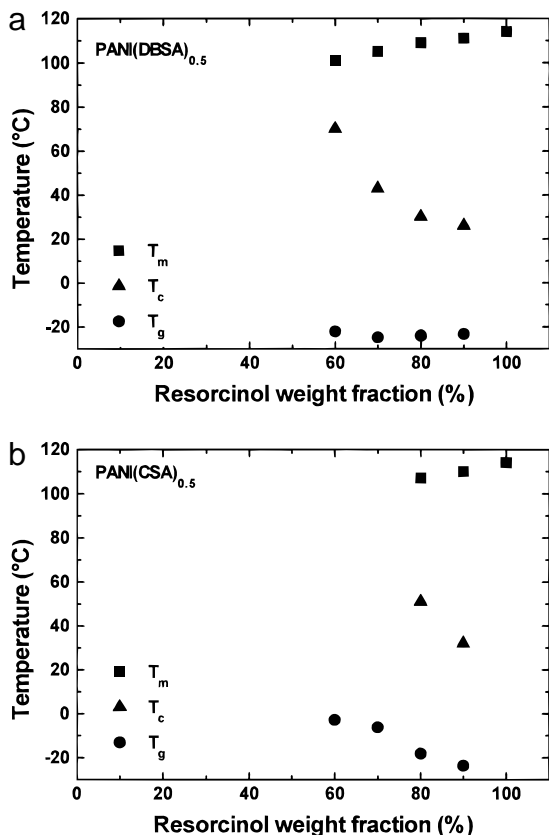 a
PANI(DBSA)0.5
120
100
80
60
40
20
0
-20
Temperature (°C)
Tm
Tc
Tg
0 20 40 60 80 100
Resorcinol weight fraction (%)
b
PANI(CSA)0.5
120
100
80
60
40
20
0
-20
Temperature (°C)
Tm
Tc
Tg
0 20 40 60 80 100
Resorcinol weight fraction (%)